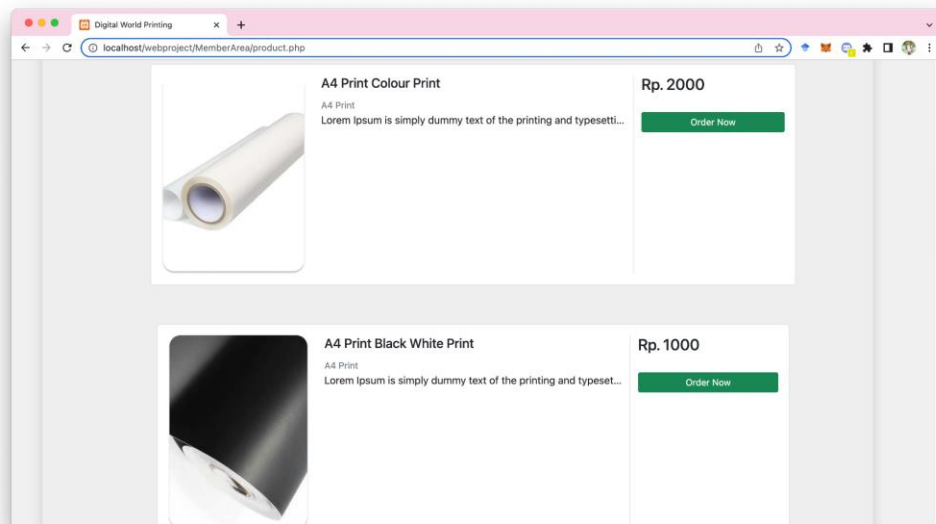 Digital World Printing
localhost/webproject/MemberArea/product.php
A4 Print Colour Print
A4 Print
Lorem Ipsum is simply dummy text of the printing and typesetti...
Rp. 2000
Order Now
A4 Print Black White Print
A4 Print
Lorem Ipsum is simply dummy text of the printing and typeset...
Rp. 1000
Order Now